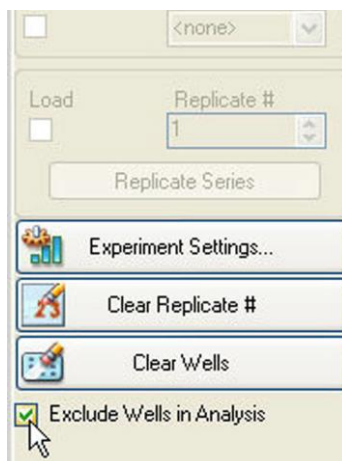 <none>
Load Replicate #
1
Replicate Series
Experiment Settings...
Clear Replicate #
Clear Wells
Exclude Wells in Analysis